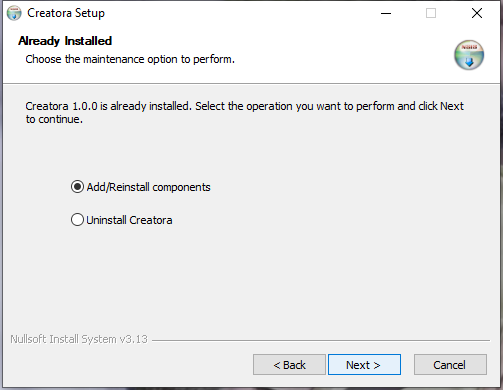 Creatora Setup
Already Installed
Choose the maintenance option to perform.
Creatora 1.0.0 is already installed. Select the operation you want to perform and click Next
to continue.
Add/Reinstall components
Uninstall Creatora
Nullsoft Install System v3.13
< Back
Next >
Cancel